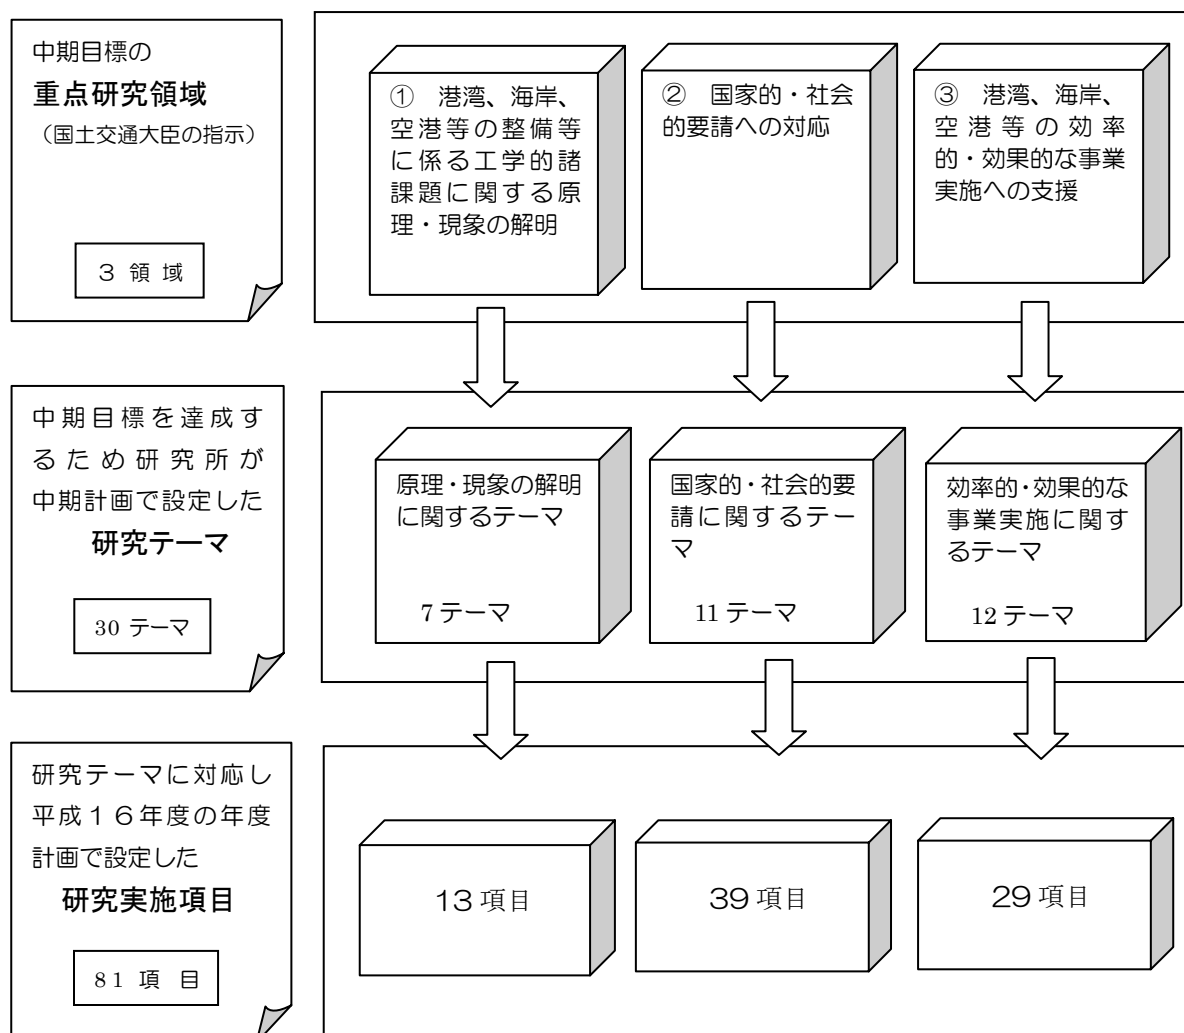 中期目標の
重点研究領域
（国土交通大臣の指示）
３ 領 域
① 港湾、海岸、
空港等の整備等
に係る工学的諸
課題に関する原
理・現象の解明
② 国家的・社会
的要請への対応
③ 港湾、海岸、
空港等の効率
的・効果的な事業
実施への支援
中期目標を達成す
るため研究所が
中期計画で設定した
研究テーマ
30 テーマ
原理・現象の解明
に関するテーマ
7 テーマ
国家的・社会的要
請に関するテー
マ
11 テーマ
効率的・効果的な
事業実施に関す
るテーマ
12 テーマ
研究テーマに対応し
平成１６年度の年度
計画で設定した
研究実施項目
81 項 目
13 項目
39 項目
29 項目